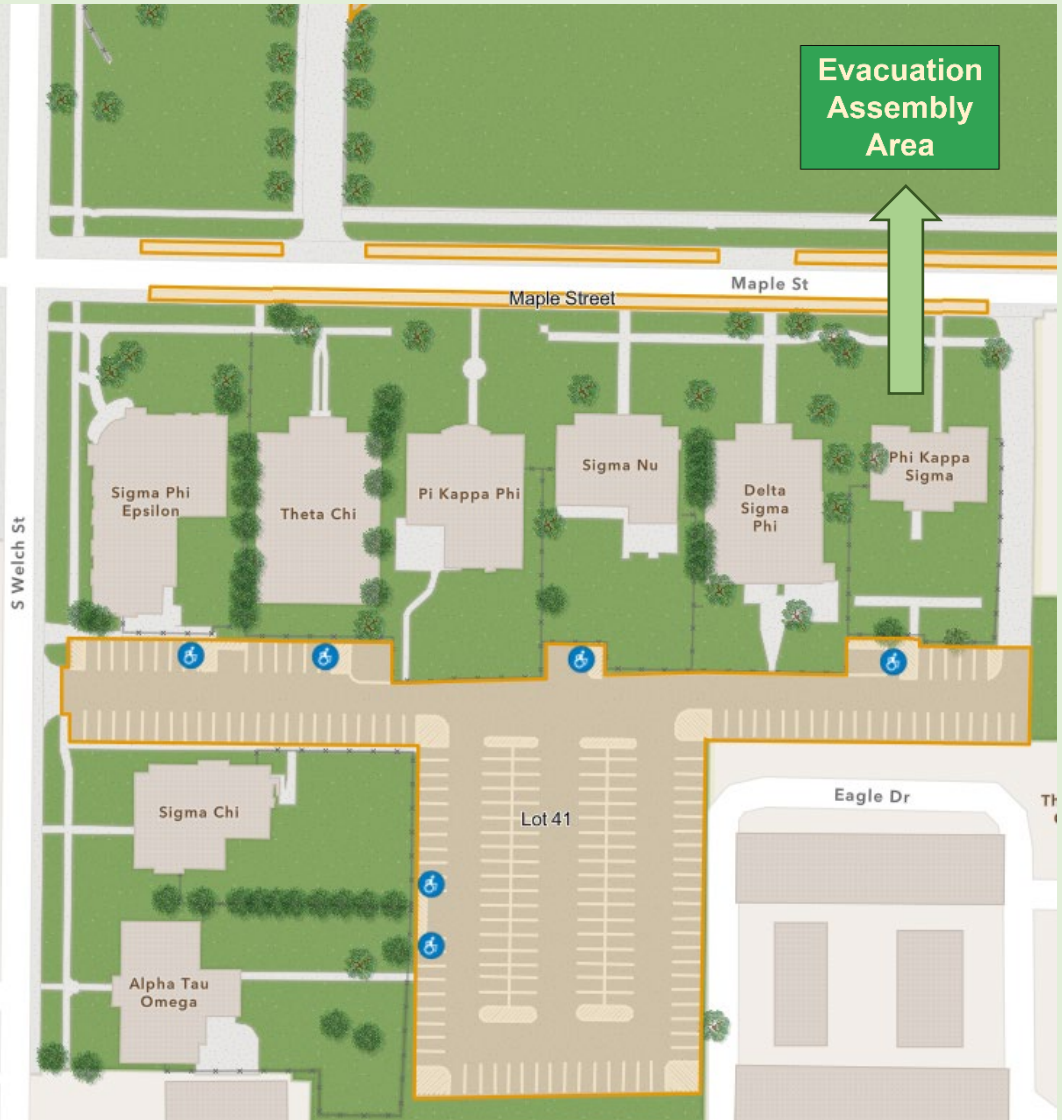 Evacuation
Assembly
Area
Maple St
Maple Street
Sigma Phi
Epsilon
Theta Chi
Pi Kappa Phi
Sigma Nu
Delta
Sigma
Phi
Phi Kappa
Sigma
S Welch St
Sigma Chi
Lot 41
Eagle Dr
Alpha Tau
Omega